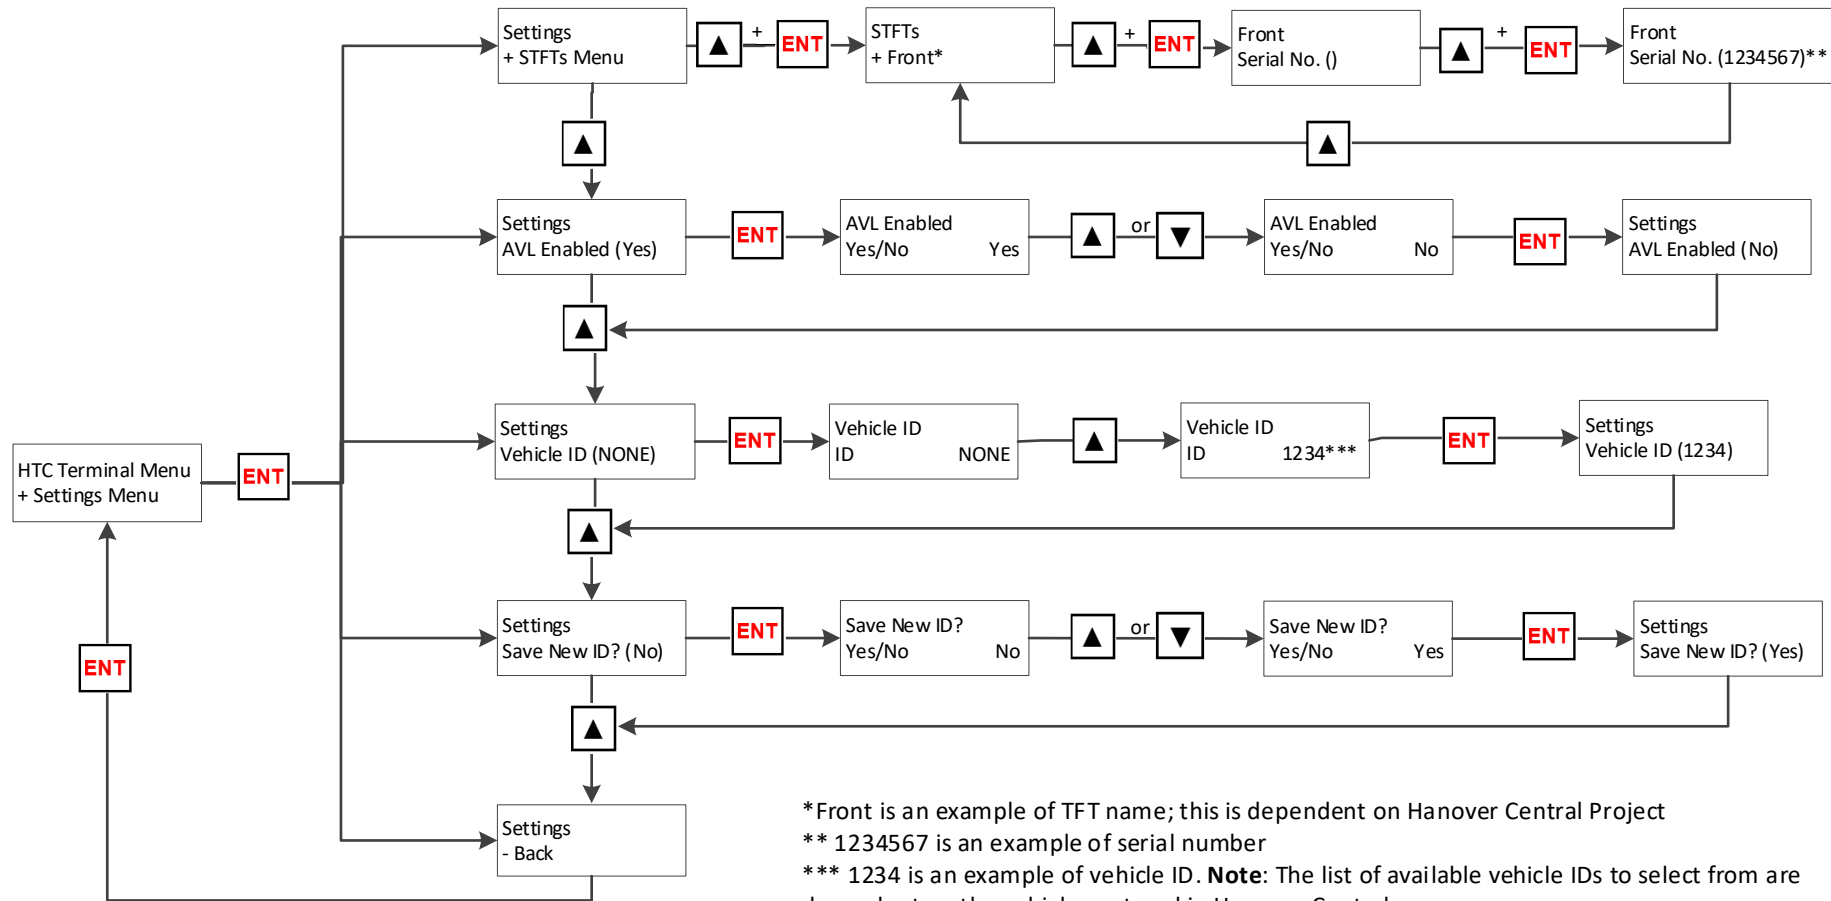 Settings
+ STFTs Menu
▲ + ENT
STFTs
+ Front*
▲ + ENT
Front
Serial No. ()
▲ + ENT
Front
Serial No. (1234567)**
▲
▲
Settings
AVL Enabled (Yes)
ENT
AVL Enabled
Yes/No Yes
▲ or ▼
AVL Enabled
Yes/No No
ENT
Settings
AVL Enabled (No)
▲
Settings
Vehicle ID (NONE)
ENT
Vehicle ID
ID NONE
▲
Vehicle ID
ID 1234***
ENT
Settings
Vehicle ID (1234)
HTC Terminal Menu
+ Settings Menu
ENT
▲
Settings
Save New ID? (No)
ENT
Save New ID?
Yes/No No
▲ or ▼
Save New ID?
Yes/No Yes
ENT
Settings
Save New ID? (Yes)
ENT
▲
Settings
- Back
*Front is an example of TFT name; this is dependent on Hanover Central Project
** 1234567 is an example of serial number
*** 1234 is an example of vehicle ID. Note: The list of available vehicle IDs to select from are